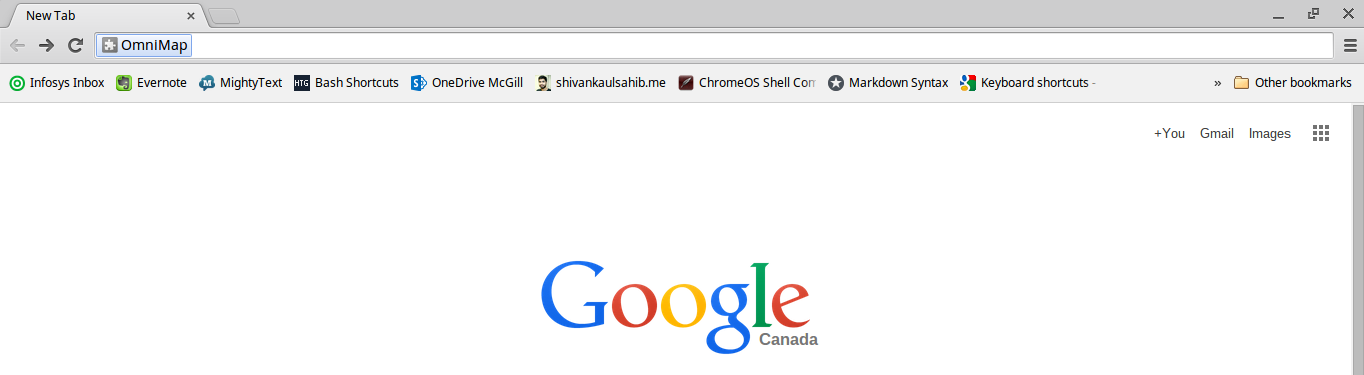 New Tab
OmniMap
Infosys Inbox Evernote MightyText HTG Bash Shortcuts OneDrive McGill shivankaulsahib.me ChromeOS Shell Com Markdown Syntax Keyboard shortcuts - » Other bookmarks
+You Gmail Images
Google
Canada